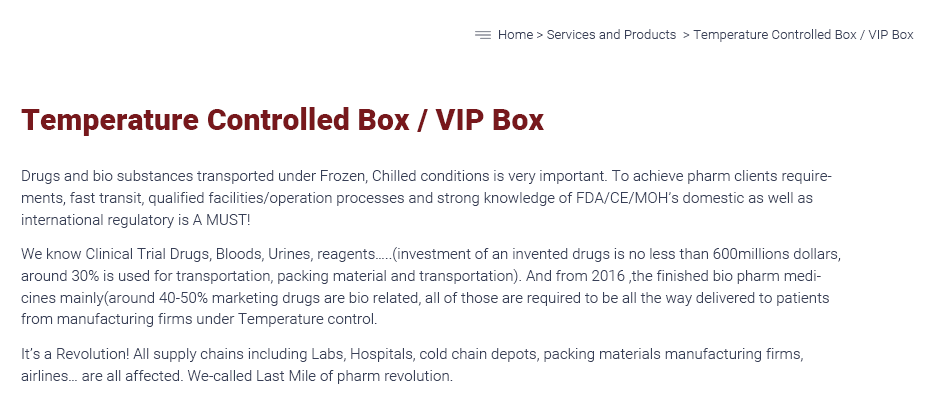 Home > Services and Products > Temperature Controlled Box / VIP Box
Temperature Controlled Box / VIP Box
Drugs and bio substances transported under Frozen, Chilled conditions is very important. To achieve pharm clients require-
ments, fast transit, qualified facilities/operation processes and strong knowledge of FDA/CE/MOH's domestic as well as
international regulatory is A MUST!
We know Clinical Trial Drugs, Bloods, Urines, reagents.....(investment of an invented drugs is no less than 600millions dollars,
around 30% is used for transportation, packing material and transportation). And from 2016 ,the finished bio pharm medi-
cines mainly(around 40-50% marketing drugs are bio related, all of those are required to be all the way delivered to patients
from manufacturing firms under Temperature control.
It's a Revolution! All supply chains including Labs, Hospitals, cold chain depots, packing materials manufacturing firms,
airlines... are all affected. We-called Last Mile of pharm revolution.